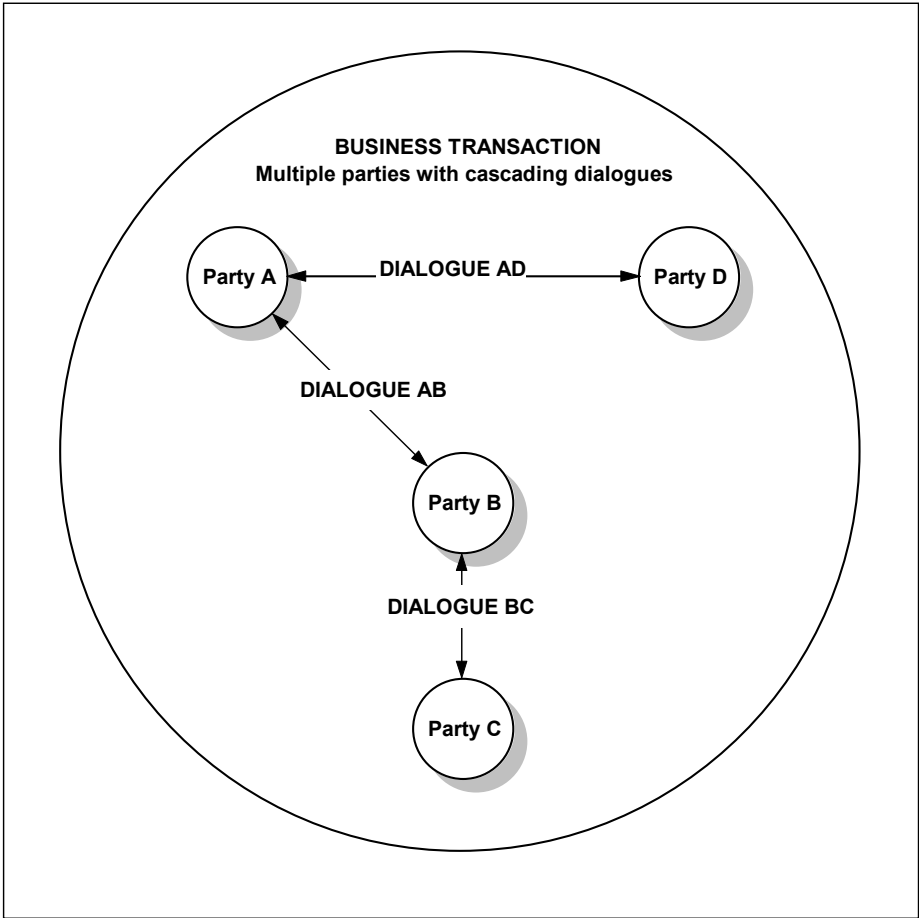 BUSINESS TRANSACTION
Multiple parties with cascading dialogues
Party A
DIALOGUE AD
Party D
DIALOGUE AB
Party B
DIALOGUE BC
Party C